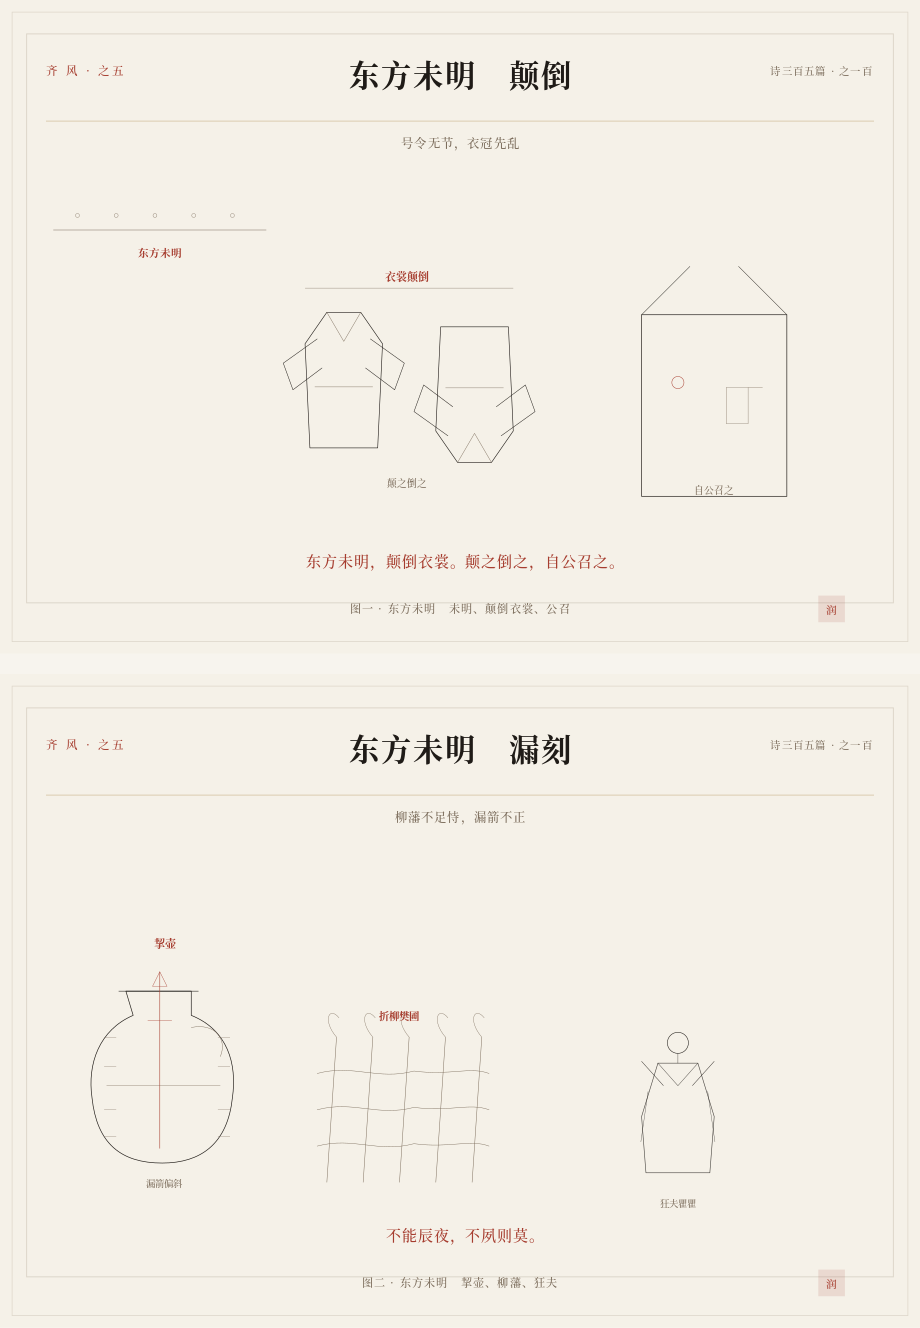 齐 风 · 之五
东方未明　颠倒
诗三百五篇 · 之一百
号令无节，衣冠先乱
东方未明
衣裳颠倒
颠之倒之
自公召之
东方未明，颠倒衣裳。颠之倒之，自公召之。
图一 · 东方未明　未明、颠倒衣裳、公召
润
齐 风 · 之五
东方未明　漏刻
诗三百五篇 · 之一百
柳藩不足恃，漏箭不正
挈壶
折柳樊圃
漏箭偏斜
狂夫瞿瞿
不能辰夜，不夙则莫。
图二 · 东方未明　挈壶、柳藩、狂夫
润